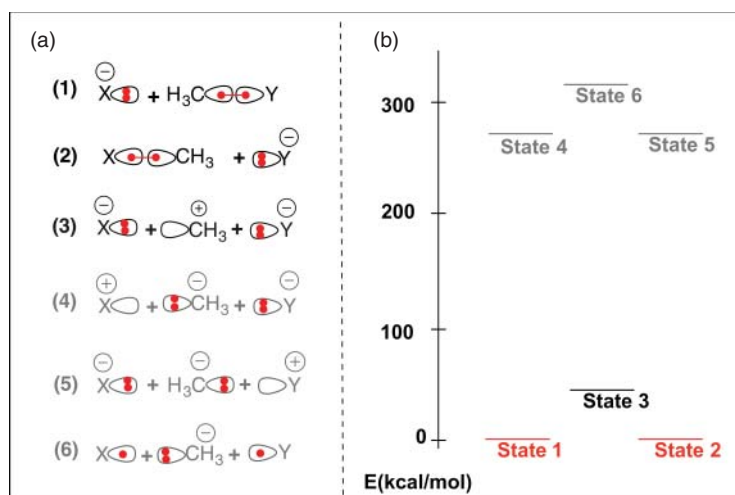 (a)
(1) X⊖ + H₃C Y
(2) X CH₃ + Y⊖
(3) X⊖ + CH₃⊕ + Y⊖
(4) X⊕ + CH₃⊖ + Y⊖
(5) X⊖ + H₃C⊖ + Y⊕
(6) X + CH₃⊖ + Y
(b)
300
200
100
0
State 6
State 4
State 5
State 3
State 1
State 2
E(kcal/mol)